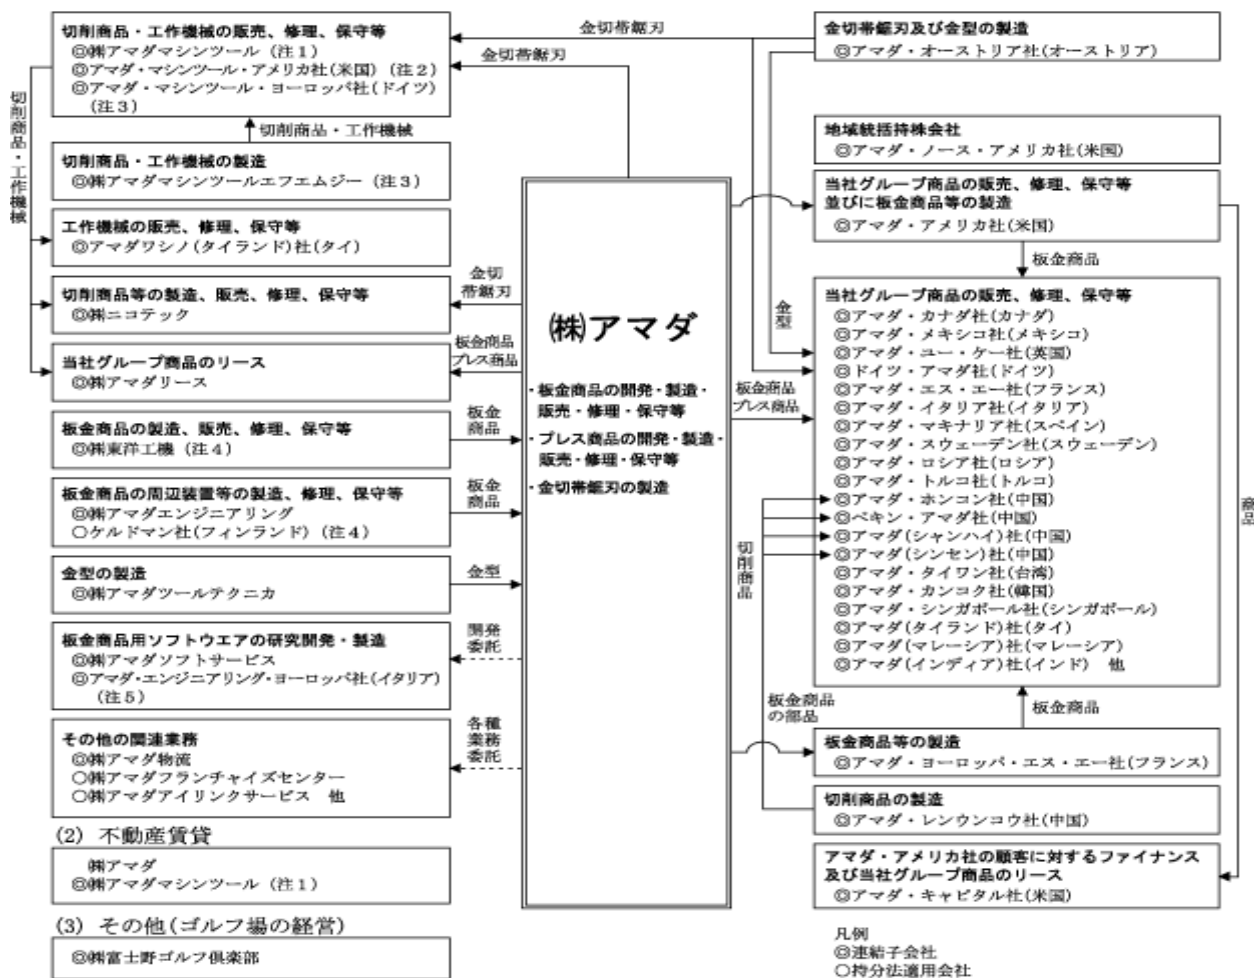 切削商品・工作機械の販売、修理、保守等
◎㈱アマダマシンツール（注１）
◎アマダ・マシンツール・アメリカ社(米国)（注２）
◎アマダ・マシンツール・ヨーロッパ社(ドイツ)
（注３）
切削商品・工作機械
切削商品・工作機械
切削商品・工作機械の製造
◎㈱アマダマシンツールエフエムジー（注３）
工作機械の販売、修理、保守等
◎アマダワシノ(タイランド)社(タイ)
切削商品等の製造、販売、修理、保守等
◎㈱ニコテック
当社グループ商品のリース
◎㈱アマダリース
板金商品の製造、販売、修理、保守等
◎㈱東洋工機（注４）
板金商品の周辺装置等の製造、修理、保守等
◎㈱アマダエンジニアリング
○ケルドマン社(フィンランド)（注４）
金型の製造
◎㈱アマダツールテクニカ
板金商品用ソフトウエアの研究開発・製造
◎㈱アマダソフトサービス
◎アマダ・エンジニアリング・ヨーロッパ社(イタリア)
（注５）
その他の関連業務
◎㈱アマダ物流
○㈱アマダフランチャイズセンター
○㈱アマダアイリンクサービス　他
(2) 不動産賃貸
㈱アマダ
◎㈱アマダマシンツール（注１）
(3) その他(ゴルフ場の経営)
◎㈱富士野ゴルフ倶楽部
金切帯鋸刃
金切帯鋸刃
金切
帯鋸刃
板金商品
プレス商品
板金
商品
板金
商品
金型
開発
委託
各種
業務
委託
㈱アマダ
・板金商品の開発・製造・
販売・修理・保守等
・プレス商品の開発・製造・
販売・修理・保守等
・金切帯鋸刃の製造
金型
板金商品
プレス商品
切削商品
板金商品
の部品
金切帯鋸刃及び金型の製造
◎アマダ・オーストリア社(オーストリア)
地域統括持株会社
◎アマダ・ノース・アメリカ社(米国)
当社グループ商品の販売、修理、保守等
並びに板金商品等の製造
◎アマダ・アメリカ社(米国)
板金商品
当社グループ商品の販売、修理、保守等
◎アマダ・カナダ社(カナダ)
◎アマダ・メキシコ社(メキシコ)
◎アマダ・ユー・ケー社(英国)
◎ドイツ・アマダ社(ドイツ)
◎アマダ・エス・エー社(フランス)
◎アマダ・イタリア社(イタリア)
◎アマダ・マキナリア社(スペイン)
◎アマダ・スウェーデン社(スウェーデン)
◎アマダ・ロシア社(ロシア)
◎アマダ・トルコ社(トルコ)
◎アマダ・ホンコン社(中国)
◎ペキン・アマダ社(中国)
◎アマダ(シャンハイ)社(中国)
◎アマダ(シンセン)社(中国)
◎アマダ・タイワン社(台湾)
◎アマダ・カンコク社(韓国)
◎アマダ・シンガポール社(シンガポール)
◎アマダ(タイランド)社(タイ)
◎アマダ(マレーシア)社(マレーシア)
◎アマダ(インディア)社(インド)　他
板金商品
商品
板金商品等の製造
◎アマダ・ヨーロッパ・エス・エー社(フランス)
切削商品の製造
◎アマダ・レンウンコウ社(中国)
アマダ・アメリカ社の顧客に対するファイナンス
及び当社グループ商品のリース
◎アマダ・キャピタル社(米国)
凡例
◎連結子会社
○持分法適用会社